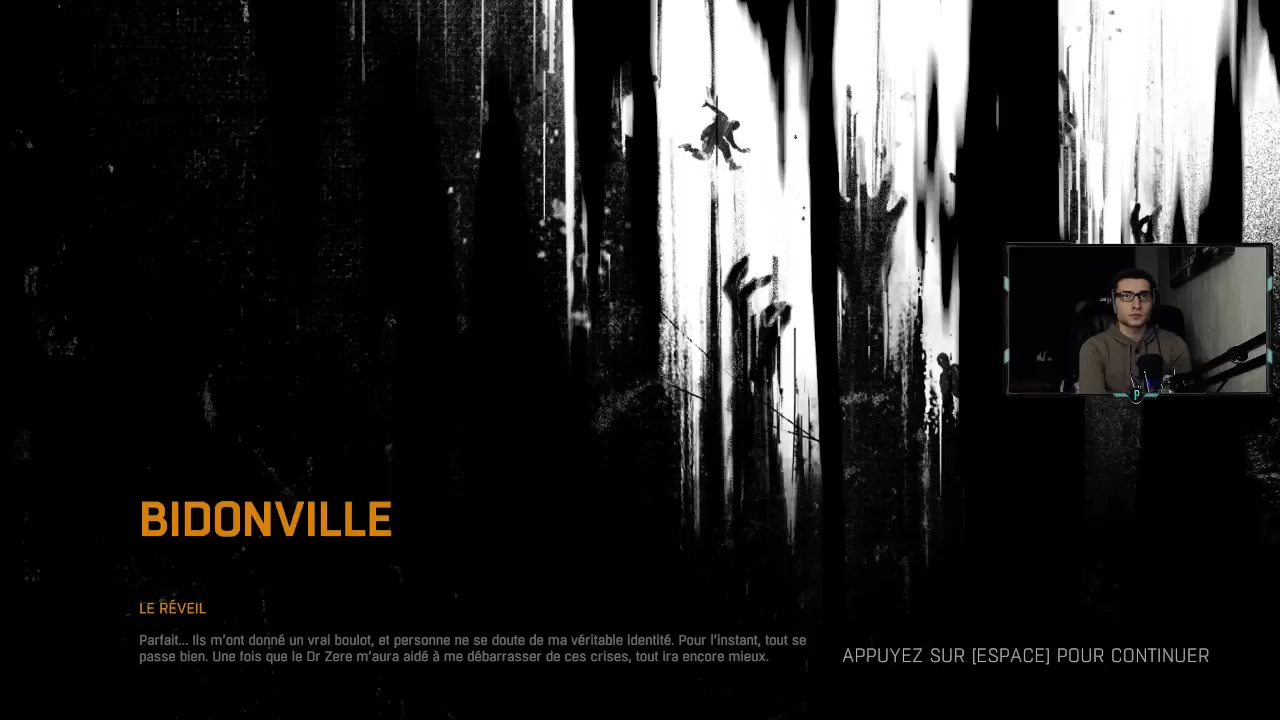 BIDONVILLE
LE RÉVEIL
Parfait... Ils m'ont donné un vrai boulot, et personne ne se doute de ma véritable identité. Pour l'instant, tout se
passe bien. Une fois que le Dr Zere m'aura aidé à me débarrasser de ces crises, tout ira encore mieux.
APPUYEZ SUR [ESPACE] POUR CONTINUER
P